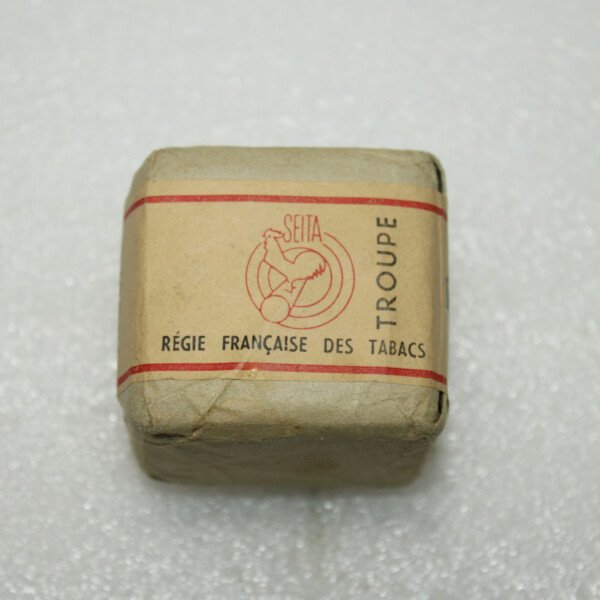 SEITA
TROUPE
RÉGIE FRANÇAISE DES TABACS